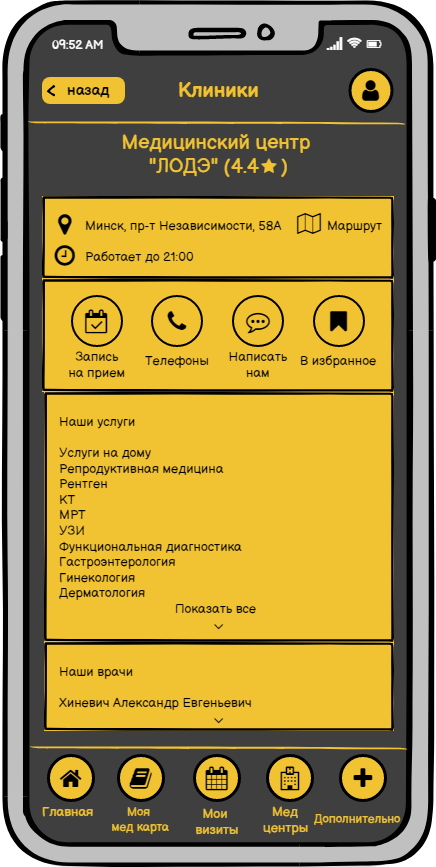 09:52 AM
назад
Клиники
Медицинский центр
"ЛОДЭ" (4.4★)
Минск, пр-т Независимости, 58А
Маршрут
Работает до 21:00
Запись
на прием
Телефоны
Написать
нам
В избранное
Наши услуги
Услуги на дому
Репродуктивная медицина
Рентген
КТ
МРТ
УЗИ
Функциональная диагностика
Гастроэнтерология
Гинекология
Дерматология
Показать все
Наши врачи
Хиневич Александр Евгеньевич
Главная
Моя
мед карта
Мои
визиты
Мед
центры
Дополнительно